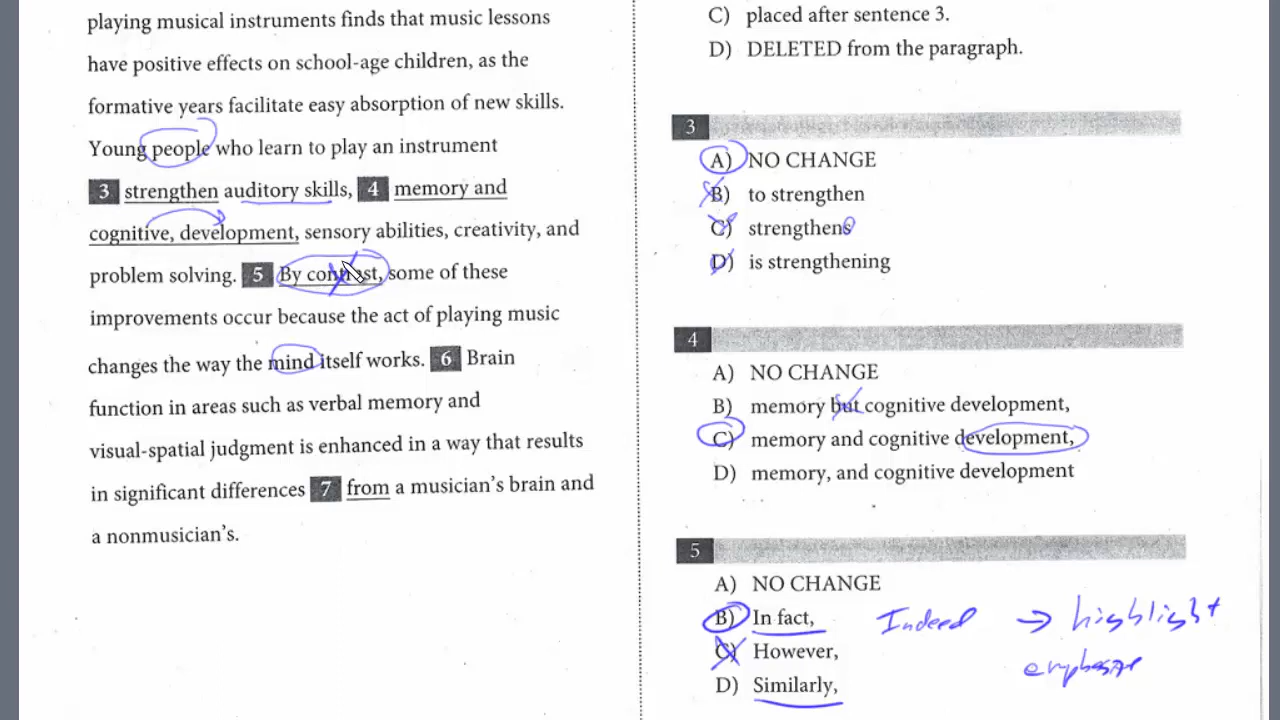 playing musical instruments finds that music lessons
have positive effects on school-age children, as the
formative years facilitate easy absorption of new skills.
Young people who learn to play an instrument
3 strengthen auditory skills, 4 memory and
cognitive, development, sensory abilities, creativity, and
problem solving. 5 By contrast, some of these
improvements occur because the act of playing music
changes the way the mind itself works. 6 Brain
function in areas such as verbal memory and
visual-spatial judgment is enhanced in a way that results
in significant differences 7 from a musician's brain and
a nonmusician's.
C) placed after sentence 3.
D) DELETED from the paragraph.
3
A) NO CHANGE
B) to strengthen
C) strengthens
D) is strengthening
4
A) NO CHANGE
B) memory but cognitive development,
C) memory and cognitive development,
D) memory, and cognitive development
5
A) NO CHANGE
B) In fact, Indeed → highlight
C) However, emphasize
D) Similarly,